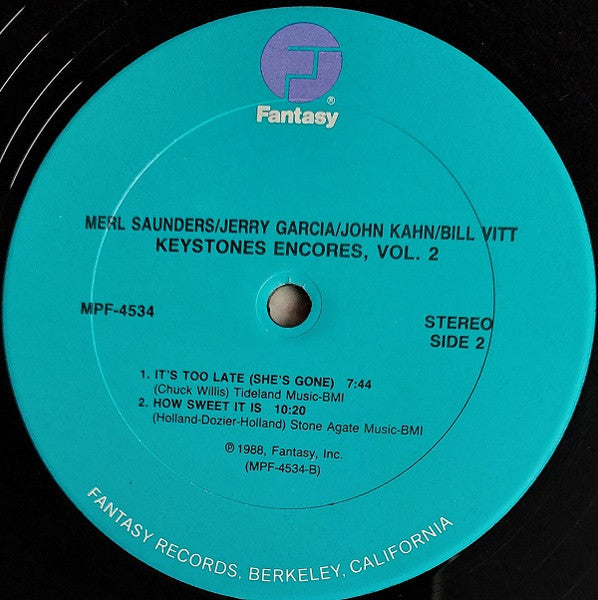 Fantasy®
MERL SAUNDERS/JERRY GARCIA/JOHN KAHN/BILL VITT
KEYSTONES ENCORES, VOL. 2
MPF-4534
STEREO
SIDE 2
1. IT'S TOO LATE (SHE'S GONE) 7:44
(Chuck Willis) Tideland Music-BMI
2. HOW SWEET IT IS 10:20
(Holland-Dozier-Holland) Stone Agate Music-BMI
℗ 1988, Fantasy, Inc.
(MPF-4534-B)
FANTASY RECORDS, BERKELEY, CALIFORNIA